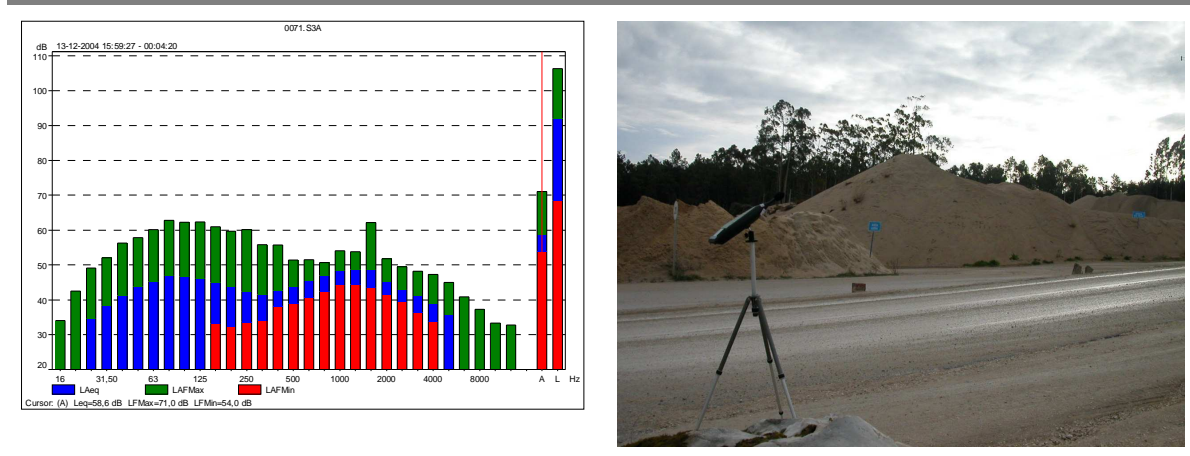 0071.S3A
dB 13-12-2004 15:59:27 - 00:04:20
110
100
90
80
70
60
50
40
30
20
16 31,50 63 125 250 500 1000 2000 4000 8000 A L Hz
LAeq LAFMax LAFMin
Cursor: (A) Leq=58,6 dB LFMax=71,0 dB LFMin=54,0 dB